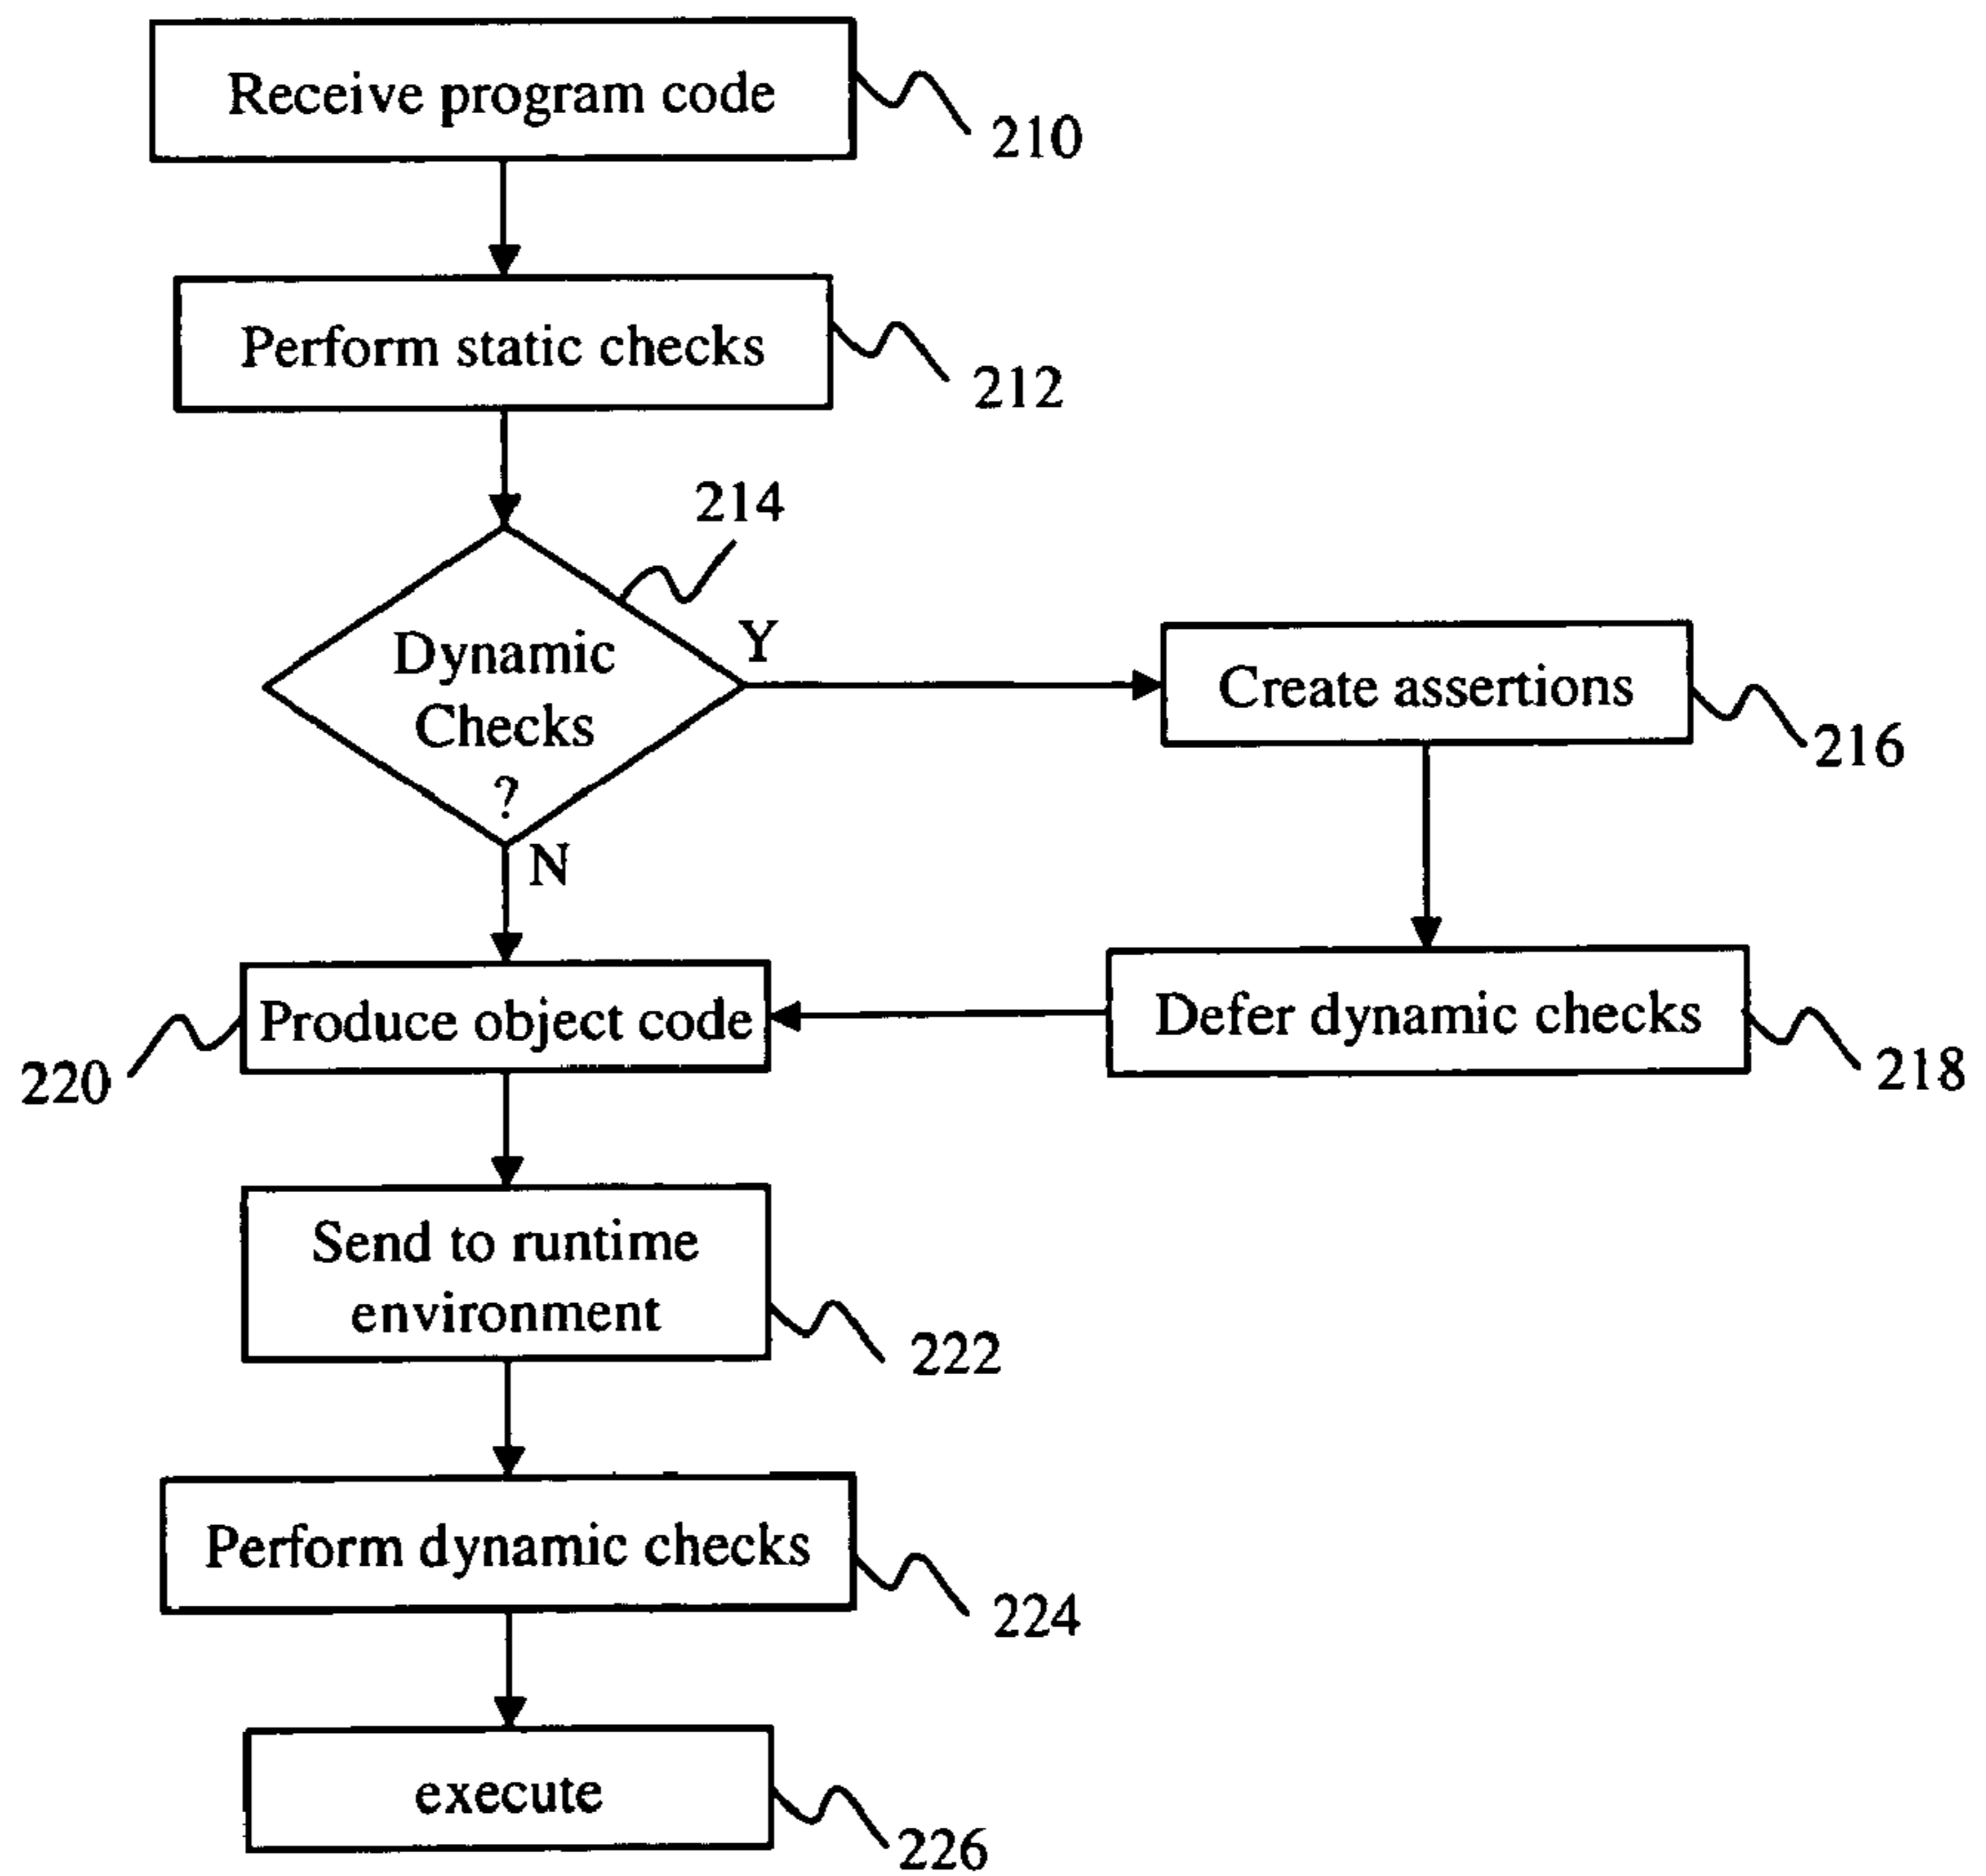 Receive program code
210
Perform static checks
212
214
Dynamic
Checks
?
Y
N
Create assertions
216
Defer dynamic checks
218
Produce object code
220
Send to runtime
environment
222
Perform dynamic checks
224
execute
226